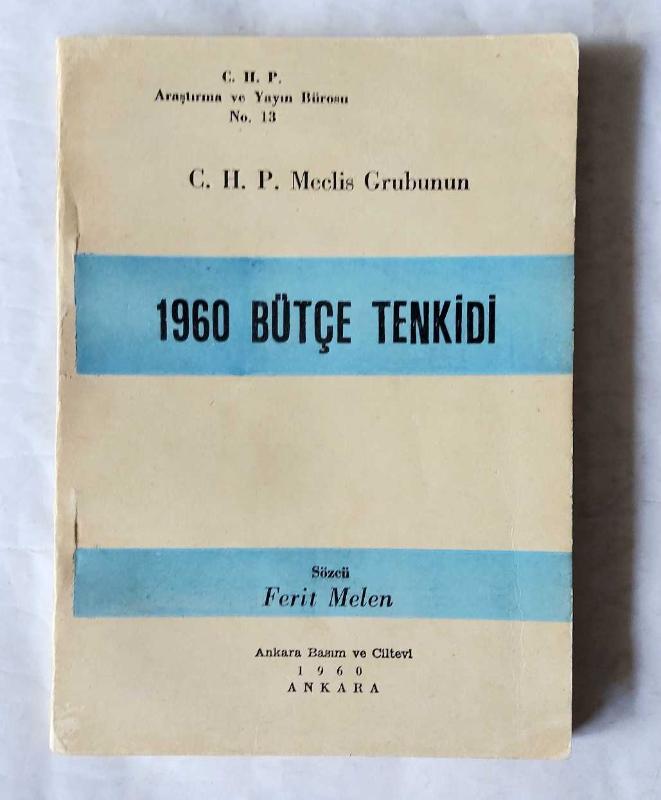 C. H. P.
Araştırma ve Yayın Bürosu
No. 13
C. H. P. Meclis Grubunun
1960 BÜTÇE TENKİDİ
Sözcü
Ferit Melen
Ankara Basım ve Ciltevi
1960
ANKARA